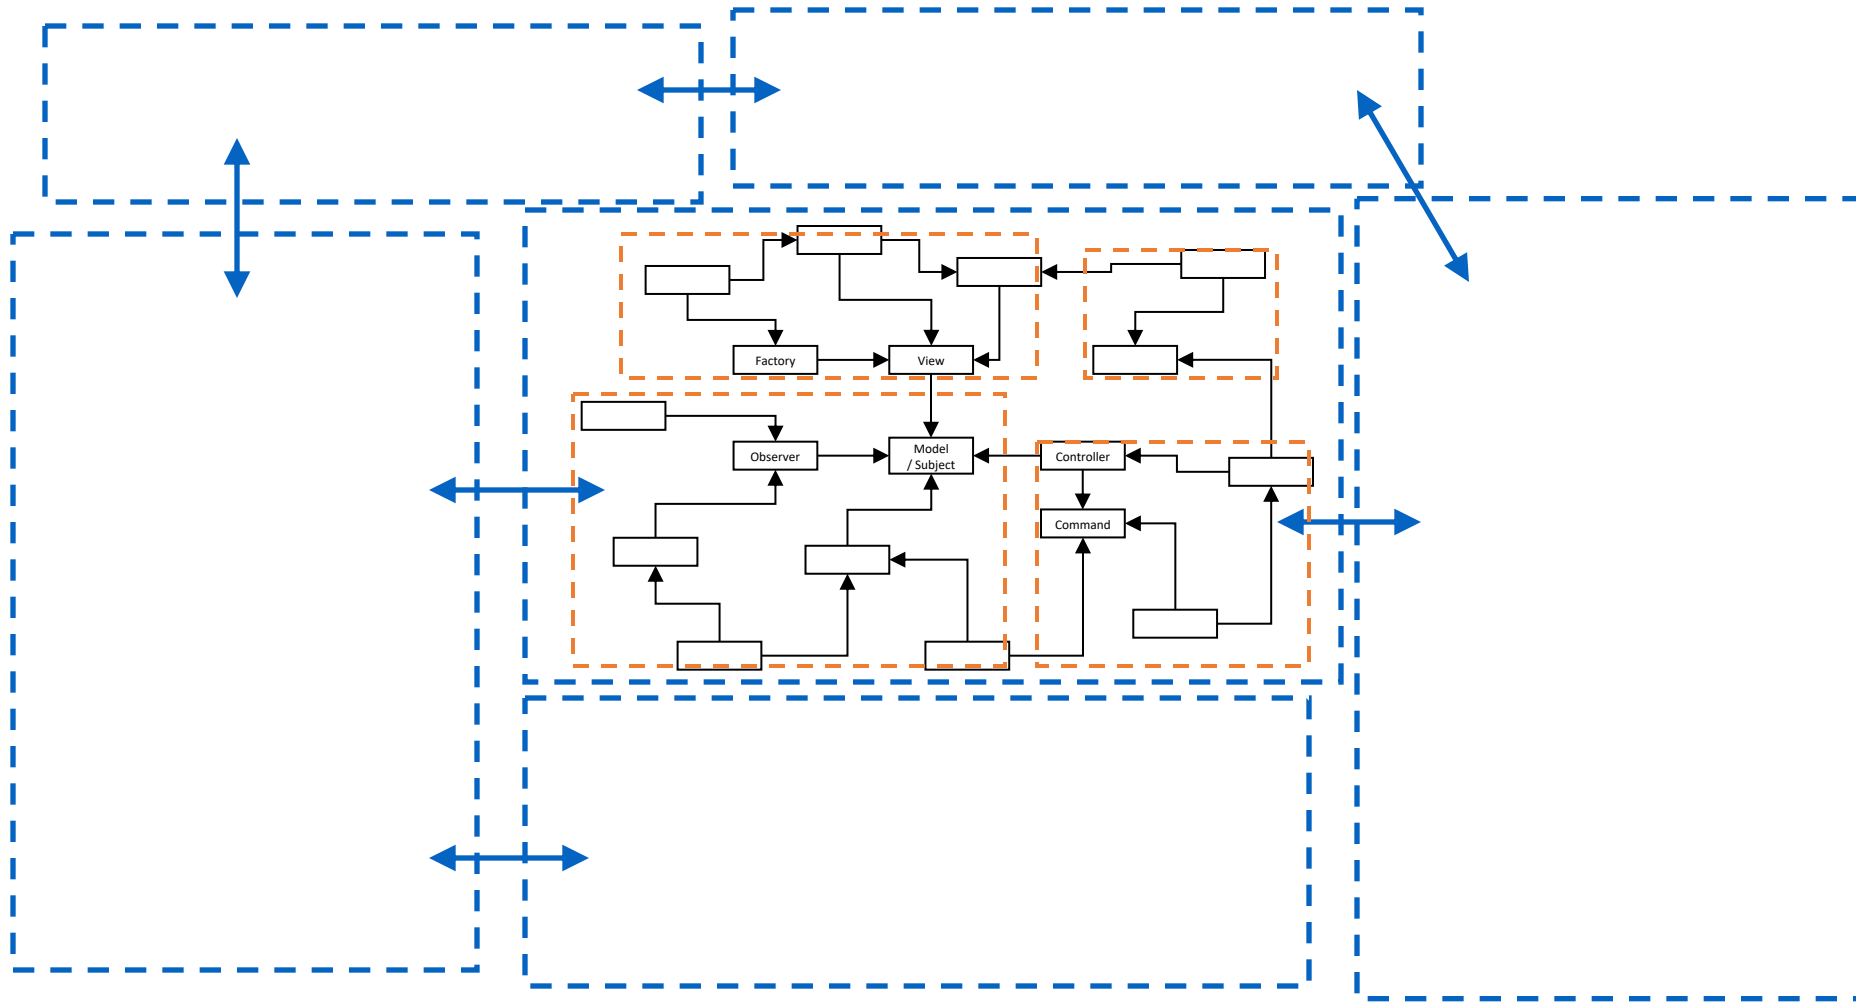 Factory
View
Observer
Model
/ Subject
Controller
Command